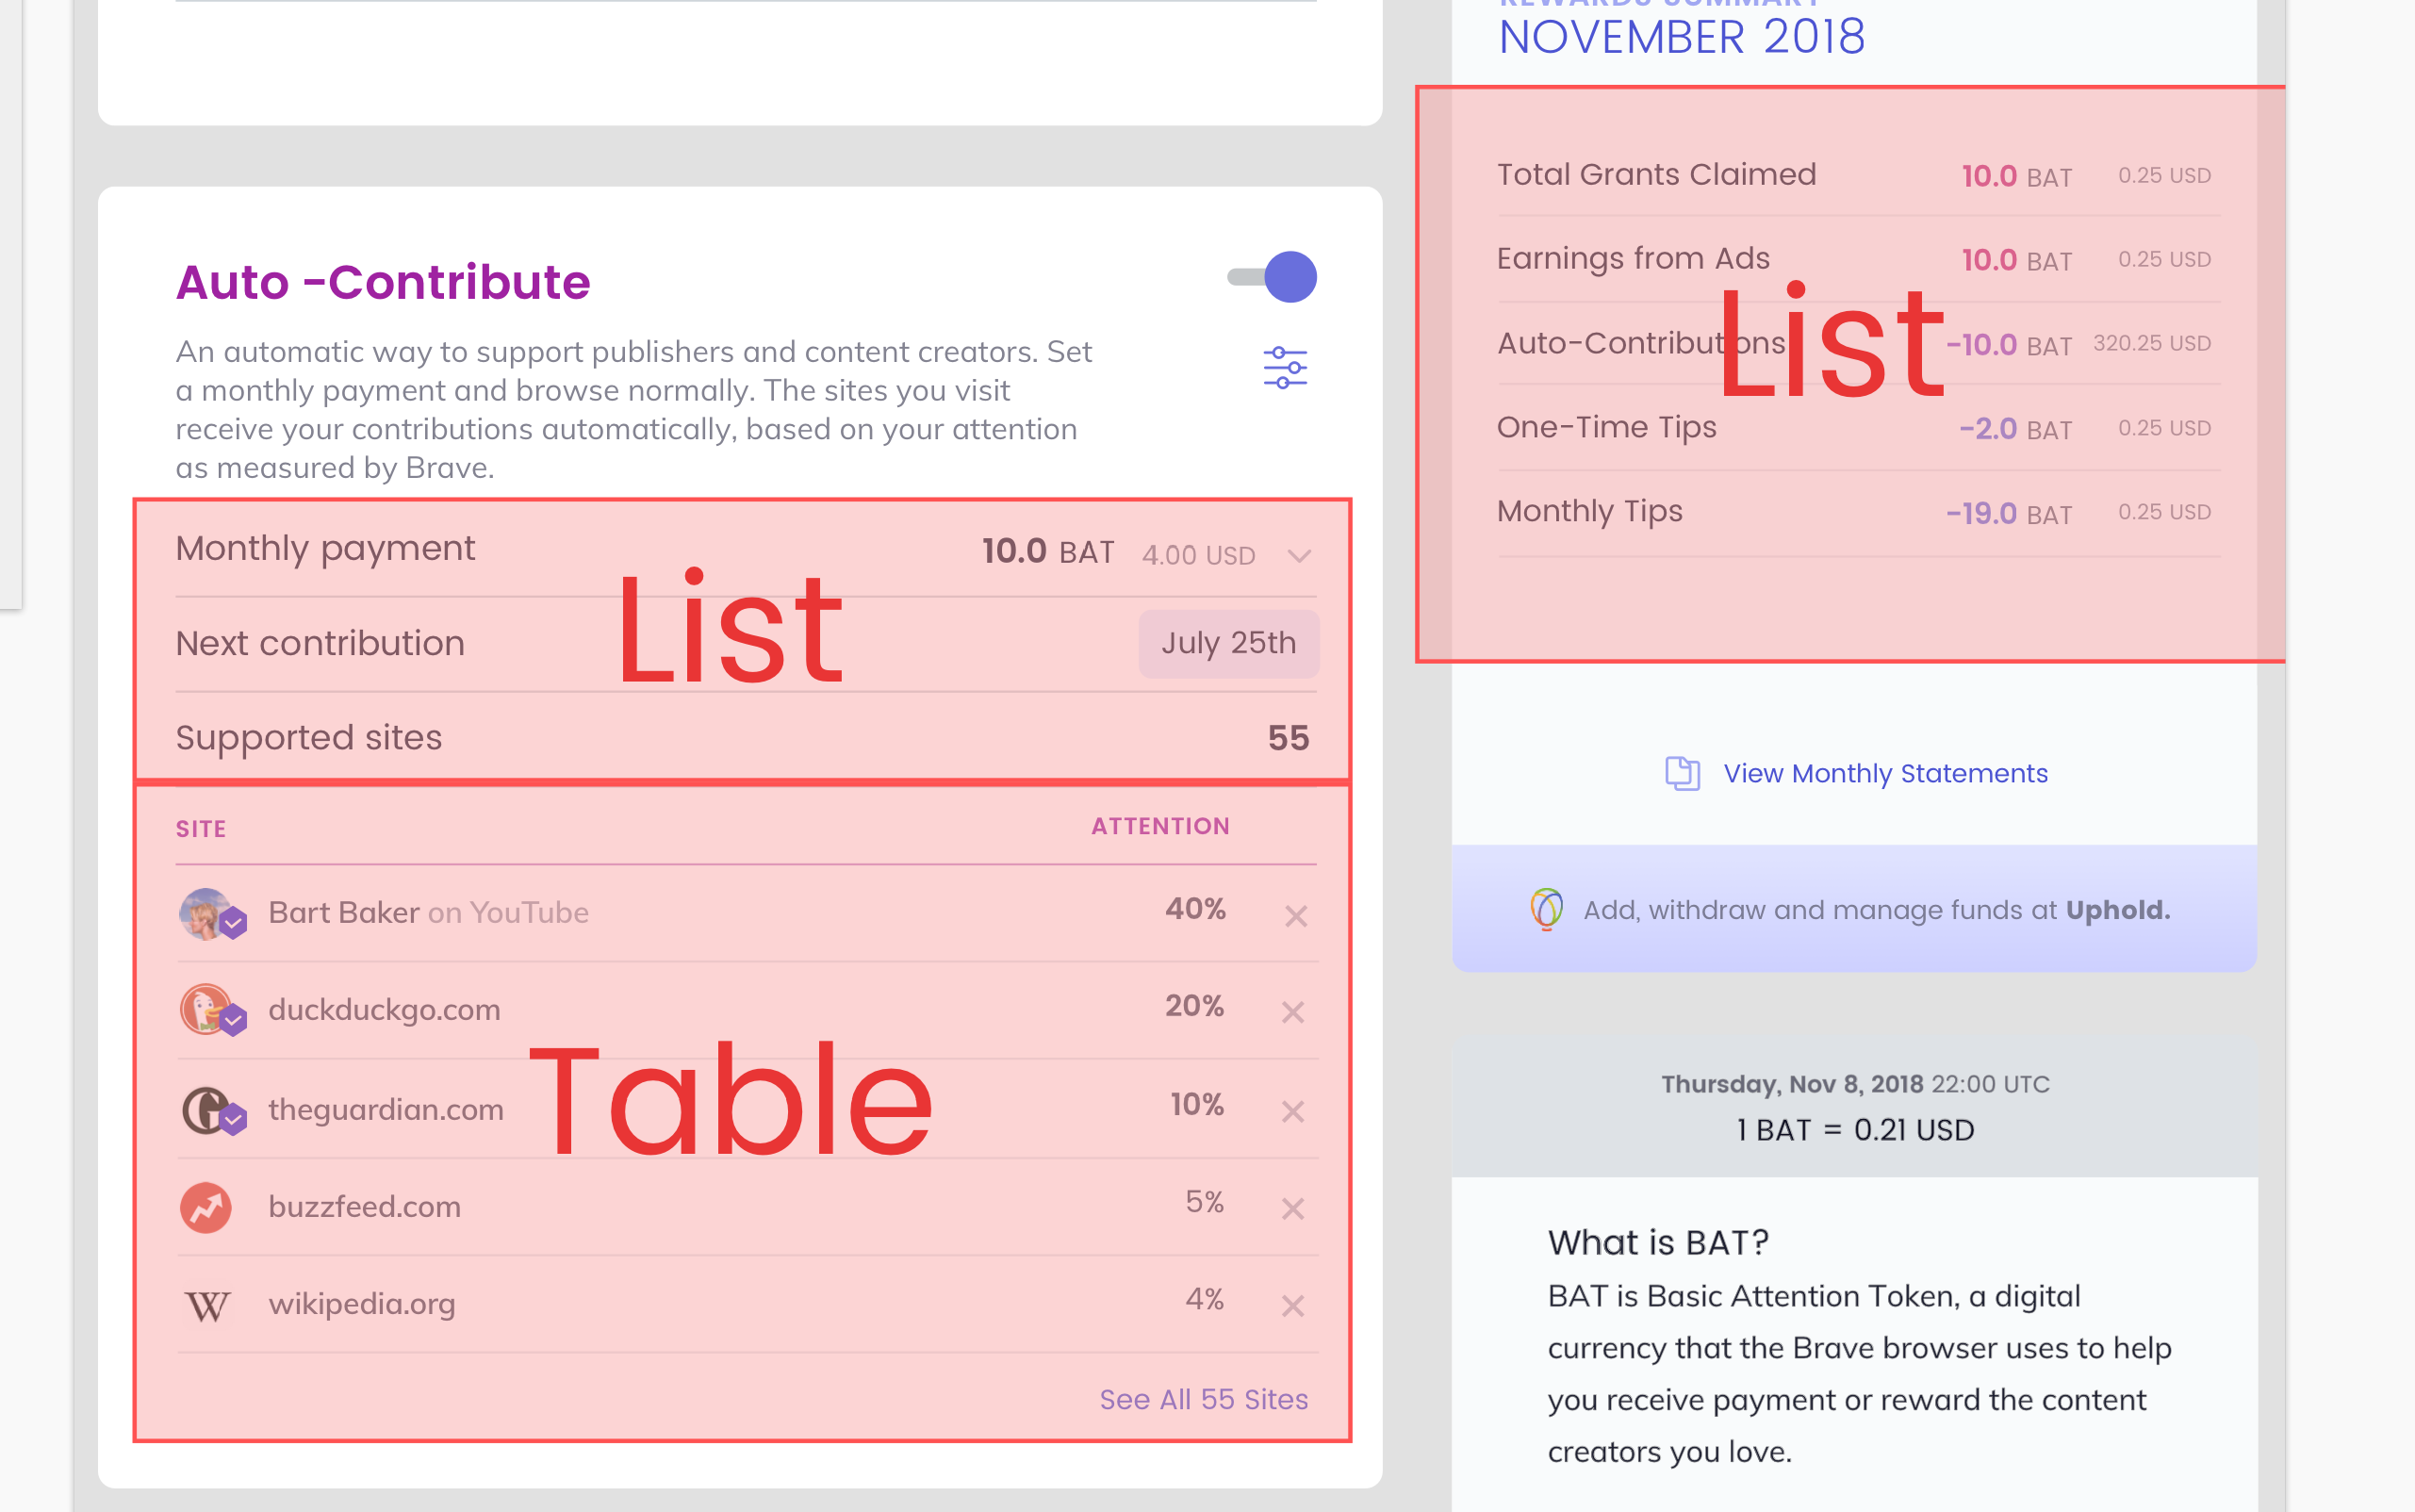 Auto -Contribute
An automatic way to support publishers and content creators. Set
a monthly payment and browse normally. The sites you visit
receive your contributions automatically, based on your attention
as measured by Brave.
Monthly payment 10.0 BAT 4.00 USD
List
Next contribution July 25th
Supported sites 55
SITE ATTENTION
Bart Baker on YouTube 40%
duckduckgo.com 20%
Table
theguardian.com 10%
buzzfeed.com 5%
W wikipedia.org 4%
See All 55 Sites
REWARDS SUMMARY
NOVEMBER 2018
Total Grants Claimed 10.0 BAT 0.25 USD
Earnings from Ads 10.0 BAT 0.25 USD
List
Auto-Contributions -10.0 BAT 320.25 USD
One-Time Tips -2.0 BAT 0.25 USD
Monthly Tips -19.0 BAT 0.25 USD
View Monthly Statements
Add, withdraw and manage funds at Uphold.
Thursday, Nov 8, 2018 22:00 UTC
1 BAT = 0.21 USD
What is BAT?
BAT is Basic Attention Token, a digital
currency that the Brave browser uses to help
you receive payment or reward the content
creators you love.